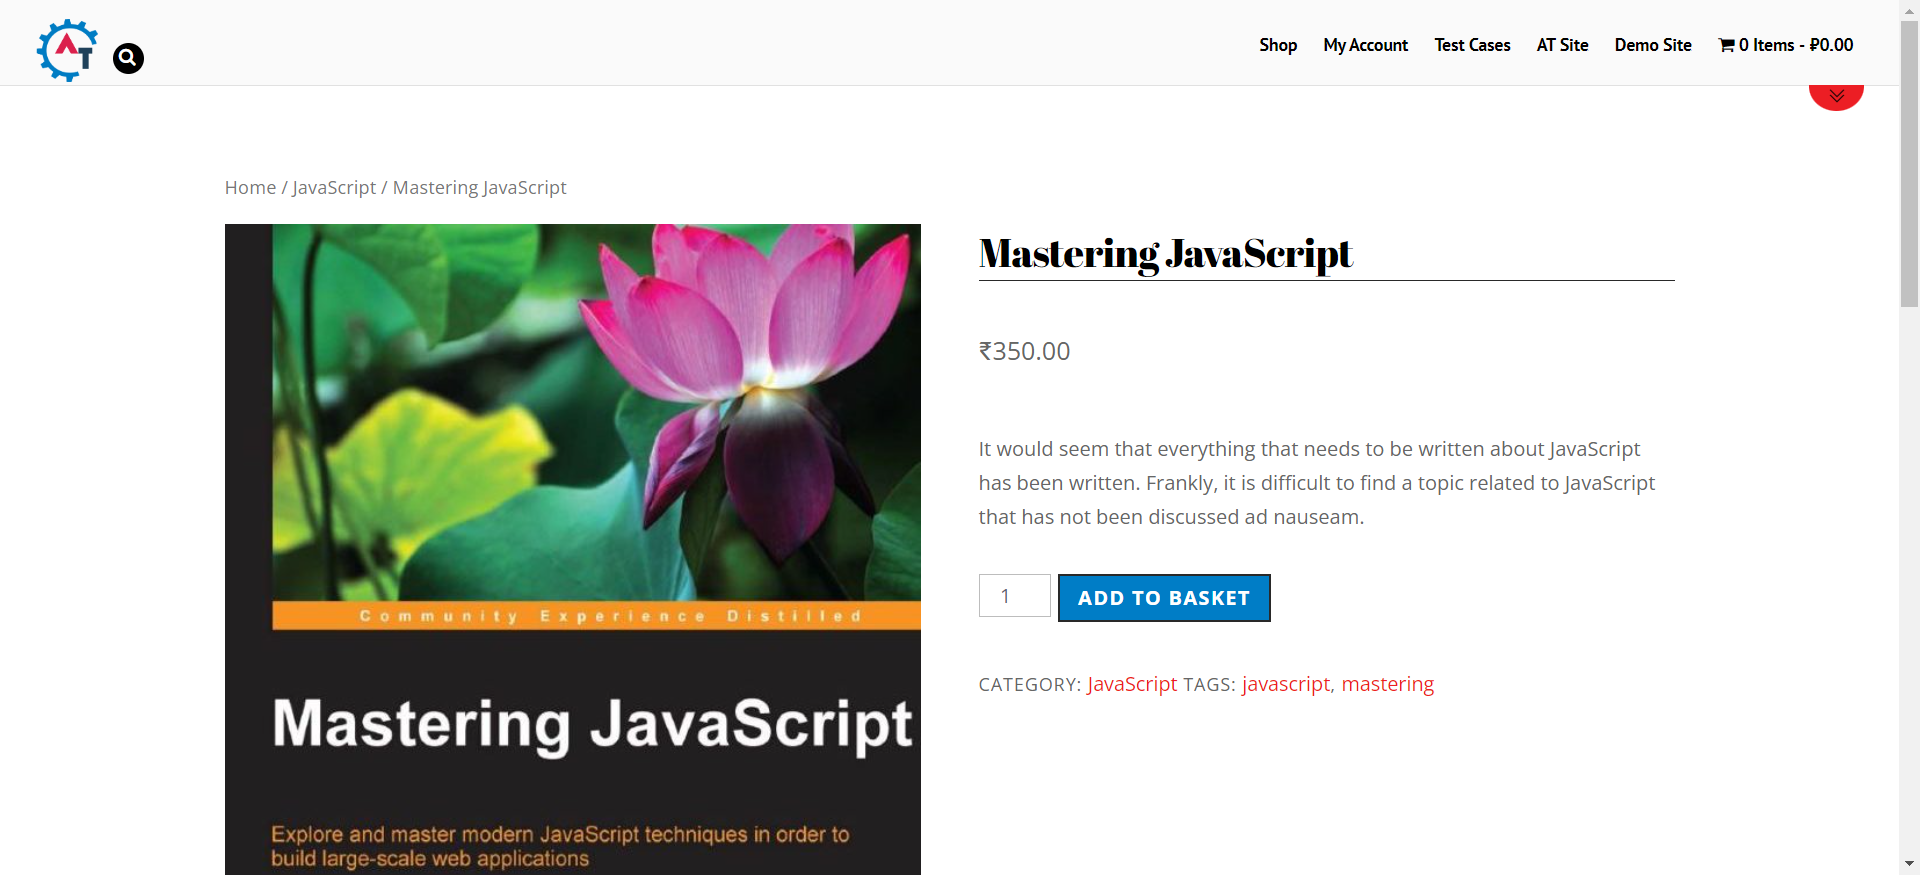 AT
Shop
My Account
Test Cases
AT Site
Demo Site
0 Items - ₽0.00
Home / JavaScript / Mastering JavaScript
Community Experience Distilled
Mastering JavaScript
Explore and master modern JavaScript techniques in order to
build large-scale web applications
Mastering JavaScript
₹350.00
It would seem that everything that needs to be written about JavaScript
has been written. Frankly, it is difficult to find a topic related to JavaScript
that has not been discussed ad nauseam.
1
ADD TO BASKET
CATEGORY: JavaScript TAGS: javascript, mastering